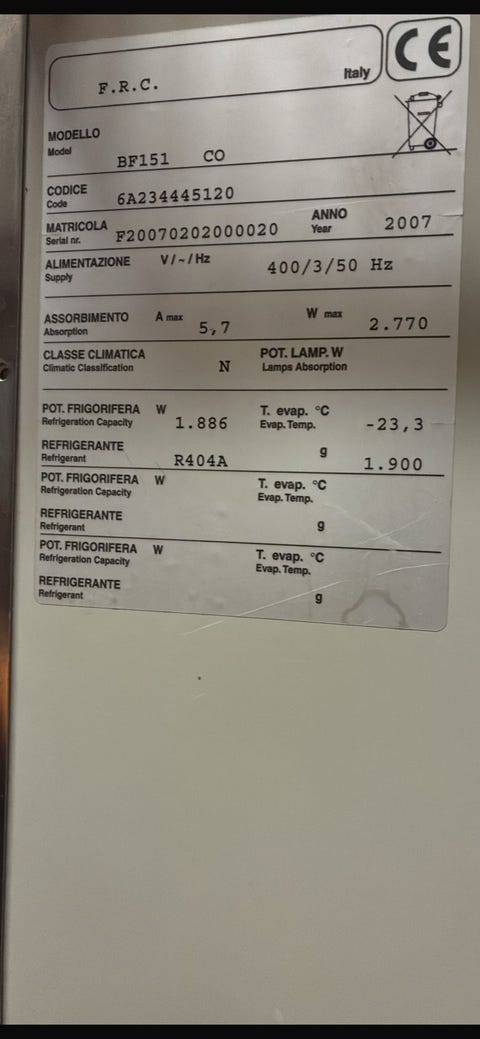 F.R.C.
Italy
CE
MODELLO
Model
BF151 CO
CODICE
Code
6A234445120
MATRICOLA
Serial nr.
F20070202000020
ANNO
Year
2007
ALIMENTAZIONE
Supply
V / ~ / Hz
400/3/50 Hz
ASSORBIMENTO
Absorption
A max
5,7
W max
2.770
CLASSE CLIMATICA
Climatic Classification
N
POT. LAMP. W
Lamps Absorption
POT. FRIGORIFERA W
Refrigeration Capacity
1.886
T. evap. °C
Evap. Temp.
-23,3
REFRIGERANTE
Refrigerant
R404A
g
1.900
POT. FRIGORIFERA W
Refrigeration Capacity
T. evap. °C
Evap. Temp.
REFRIGERANTE
Refrigerant
g
POT. FRIGORIFERA W
Refrigeration Capacity
T. evap. °C
Evap. Temp.
REFRIGERANTE
Refrigerant
g